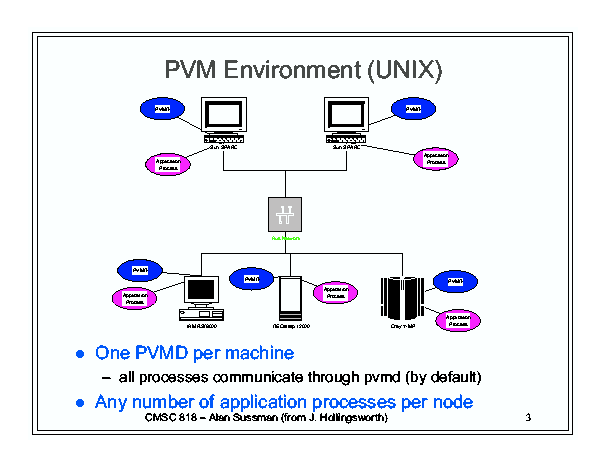 PVM Environment (UNIX)
PVMD
PVMD
Sun SPARC
Sun SPARC
Application
Process
Application
Process
Bus Network
PVMD
PVMD
PVMD
Application
Process
Application
Process
Application
Process
IBM RS/6000
DECmpp 12000
Cray Y-MP
● One PVMD per machine
– all processes communicate through pvmd (by default)
● Any number of application processes per node
CMSC 818 – Alan Sussman (from J. Hollingsworth)
3